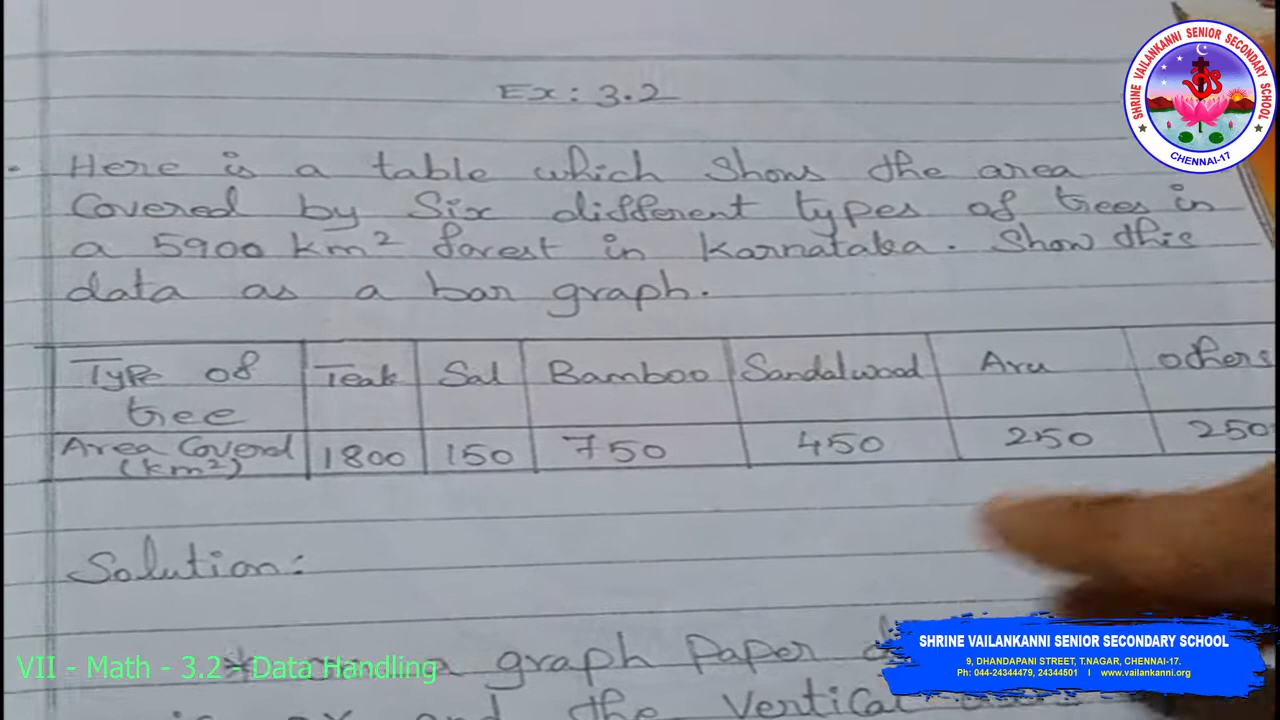 Ex: 3.2
Here is a table which shows the area
Covered by Six different types of trees in
a 5900 km² forest in Karnataka. Show this
data as a bar graph.
Type of tree | Teak | Sal | Bamboo | Sandalwood | Aru | others
Area Coverd (km²) | 1800 | 150 | 750 | 450 | 250 | 250
Solution:
graph Paper
and the Vertical
VII - Math - 3.2 - Data Handling
SHRINE VAILANKANNI SENIOR SECONDARY SCHOOL
CHENNAI-17
SHRINE VAILANKANNI SENIOR SECONDARY SCHOOL
9, DHANDAPANI STREET, T.NAGAR, CHENNAI-17.
Ph: 044-24344479, 24344501 I www.vailankanni.org